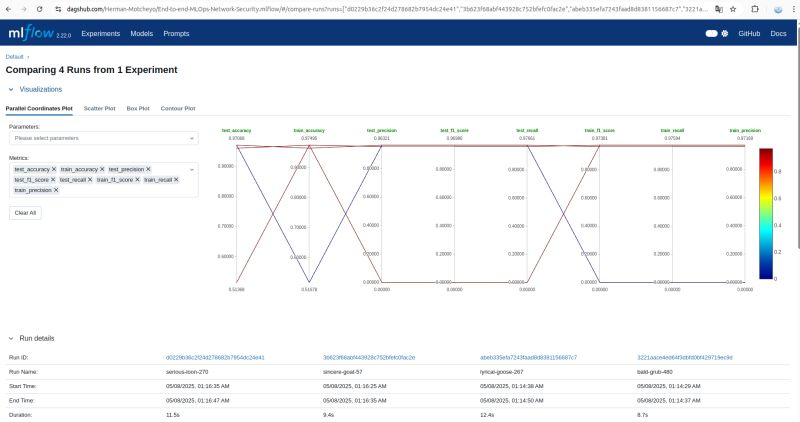 dagshub.com/Herman-Motcheyo/End-to-end-MLOps-Network-Security.mlflow/#/compare-runs?runs=["d0229b36c2f24d278682b7954dc24e41","3b623f68abf443928c752bfefc0fac2e","abeb335efa7243faad8d8381156687c7","3221a...
mlflow 2.22.0 Experiments Models Prompts GitHub Docs
Default ›
Comparing 4 Runs from 1 Experiment
Visualizations
Parallel Coordinates Plot Scatter Plot Box Plot Contour Plot
Parameters:
Please select parameters
Metrics:
test_accuracy train_accuracy test_precision
test_f1_score test_recall train_f1_score train_recall
train_precision
Clear All
test_accuracy train_accuracy test_precision test_f1_score test_recall train_f1_score train_recall train_precision
0.97495 0.96321 0.97661 0.97381 0.97594 0.97169
0.90000 0.90000
0.80000 0.80000 0.80000 0.80000 0.80000 0.80000 0.80000 0.80000
0.70000 0.70000 0.60000 0.60000 0.60000 0.60000 0.60000 0.60000
0.60000 0.60000 0.40000 0.40000 0.40000 0.40000 0.40000 0.40000
0.20000 0.20000 0.20000 0.20000 0.20000 0.20000
0.00000 0.00000 0.00000 0.00000 0.00000 0.00000
0.00000 0.00000 0.00000 0.00000 0.00000 0.00000
0.8
0.6
0.4
0.2
0
Run details
Run ID: d0229b36c2f24d278682b7954dc24e41 3b623f68abf443928c752bfefc0fac2e abeb335efa7243faad8d8381156687c7
Run Name: serious-loon-270 sincere-goat-57 lyrical-goose-267 bald-grub-480
Start Time: 05/08/2025, 01:16:35 AM 05/08/2025, 01:16:25 AM 05/08/2025, 01:14:38 AM 05/08/2025, 01:14:29 AM
End Time: 05/08/2025, 01:16:47 AM 05/08/2025, 01:16:35 AM 05/08/2025, 01:14:50 AM 05/08/2025, 01:14:37 AM
Duration: 11.5s 9.4s 12.4s 8.7s